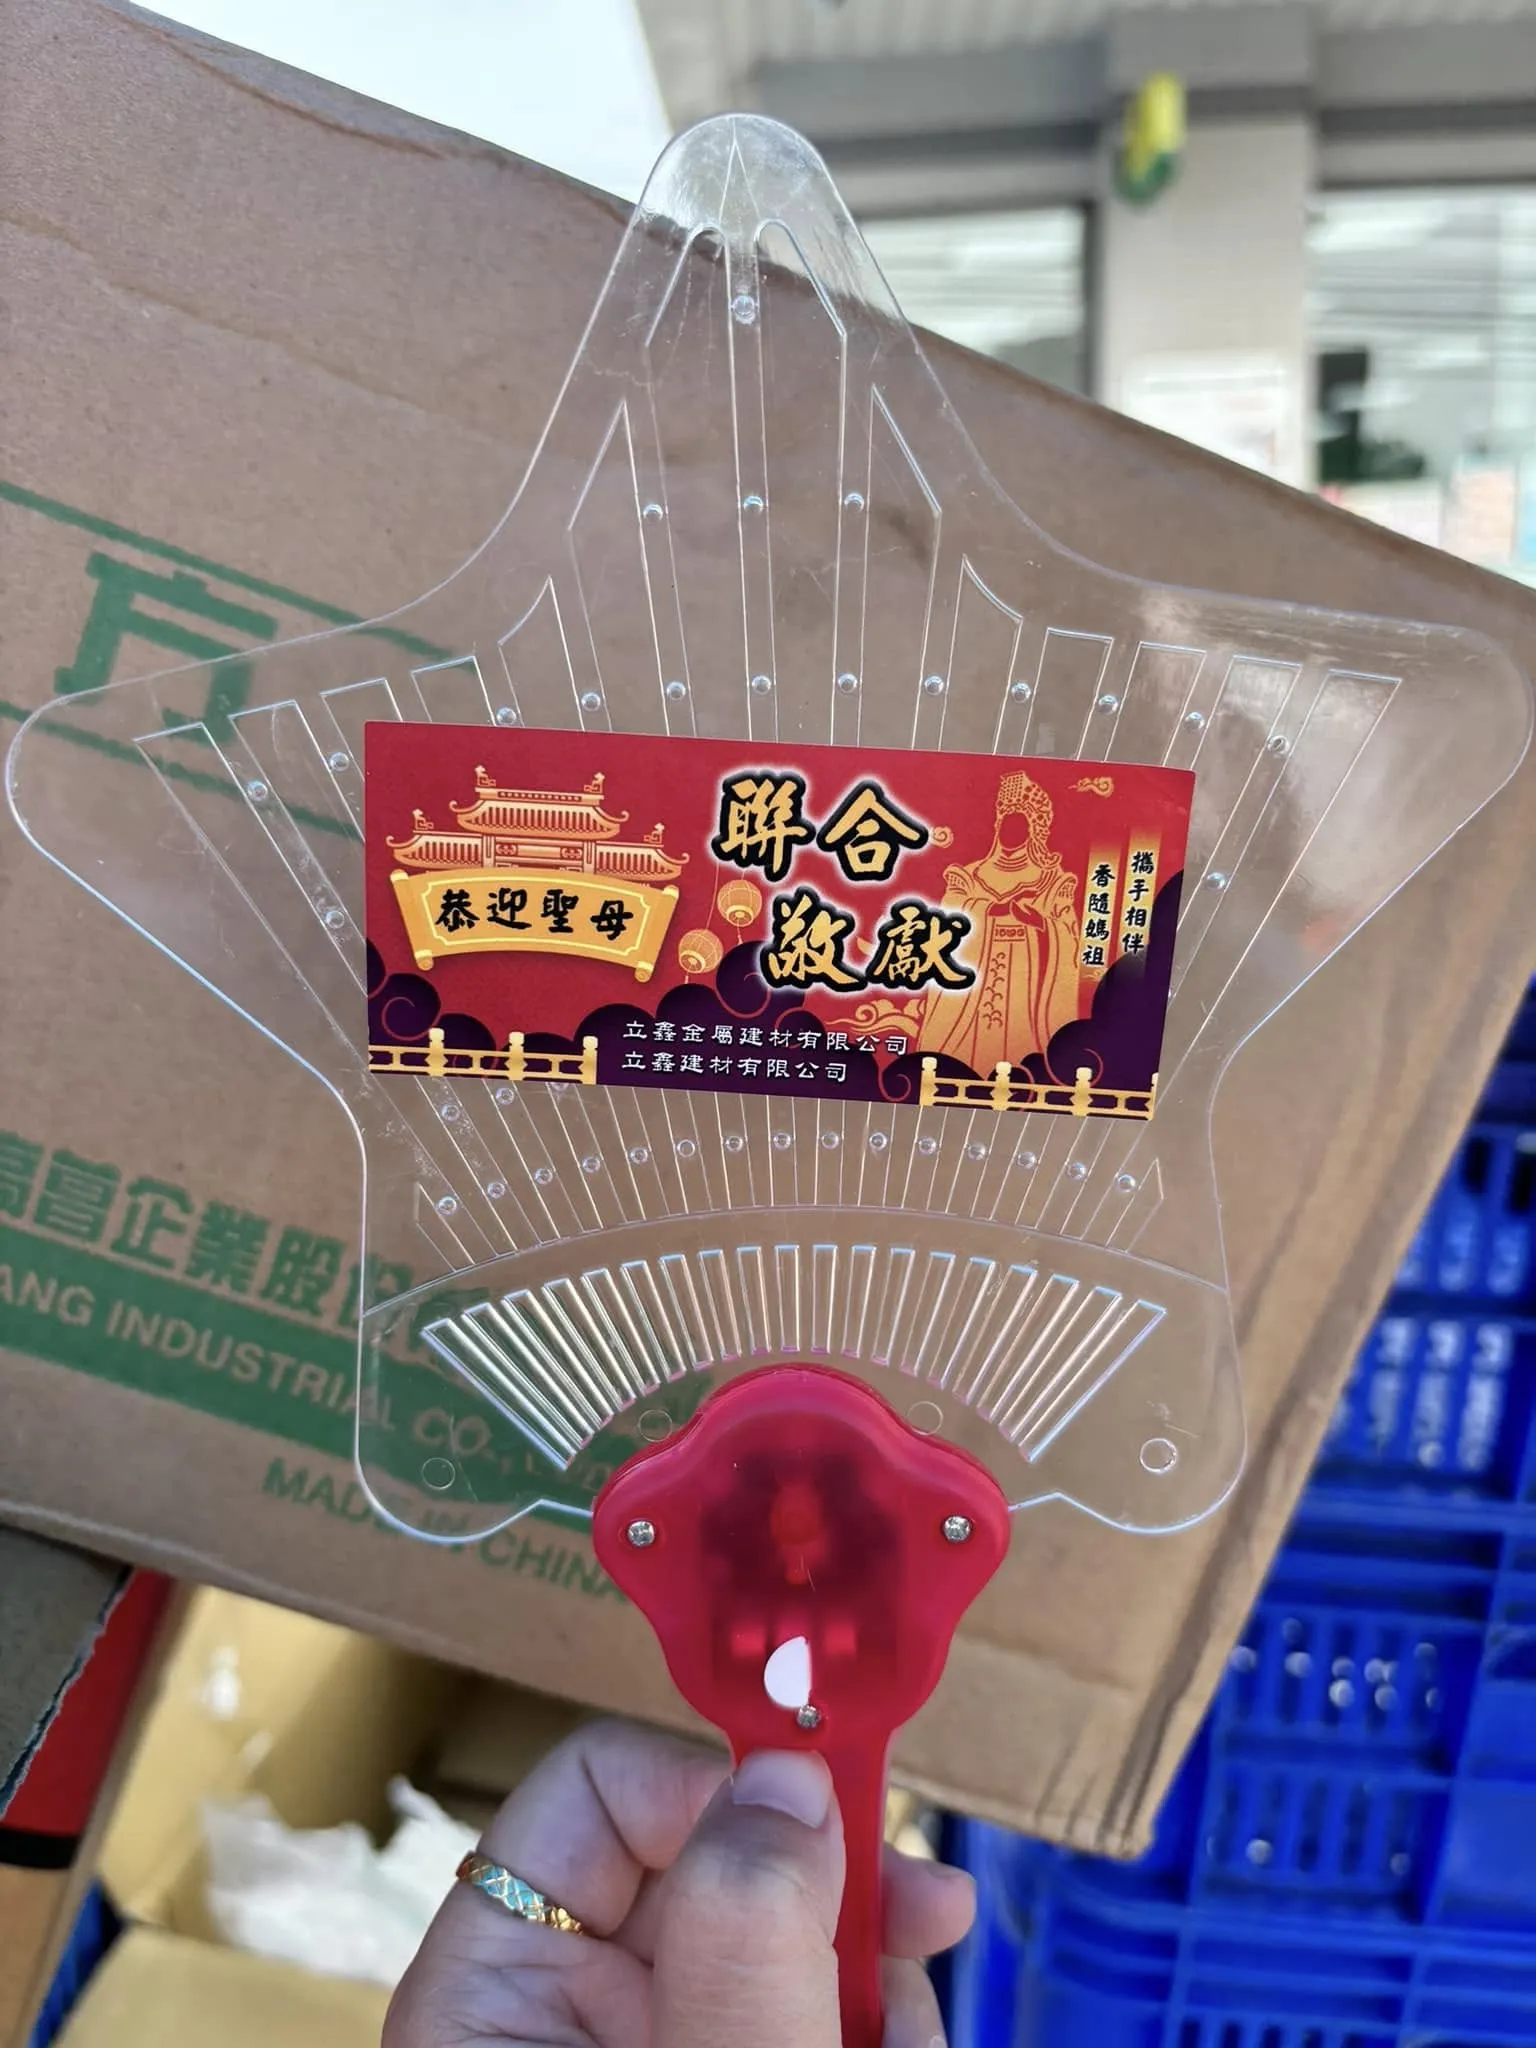 聯合
敬獻
恭迎聖母
攜手相伴
香隨媽祖
立鑫金屬建材有限公司
立鑫建材有限公司
企業股
ANG INDUSTRIAL CO.,
MADE IN CHINA